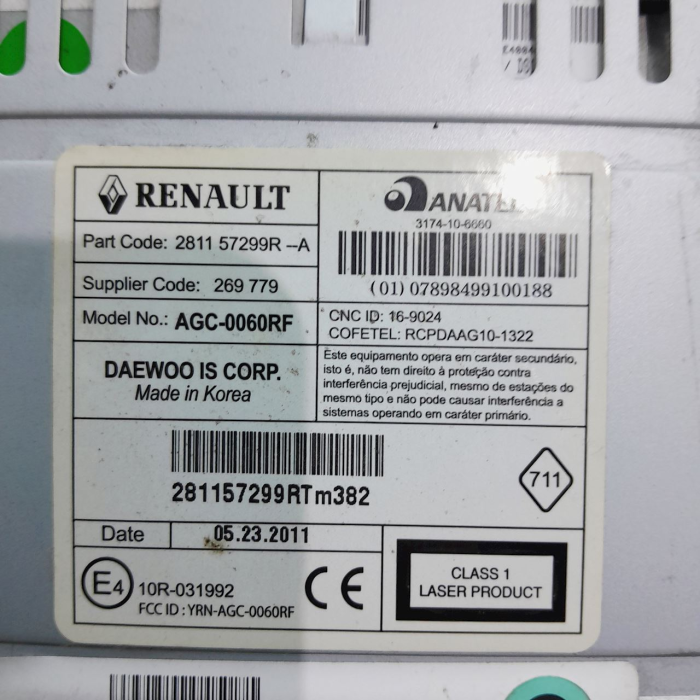 RENAULT
Part Code: 2811 57299R –A
Supplier Code: 269 779
Model No.: AGC-0060RF
DAEWOO IS CORP.
Made in Korea
3174-10-6660
(01) 07898499100188
CNC ID: 16-9024
COFETEL: RCPDAAG10-1322
Este equipamento opera em caráter secundário,
isto é, não tem direito à proteção contra
interferência prejudicial, mesmo de estações do
mesmo tipo e não pode causar interferência a
sistemas operando em caráter primário.
281157299RTm382
711
Date 05.23.2011
E4 10R-031992
FCC ID : YRN-AGC-0060RF
CE
CLASS 1
LASER PRODUCT